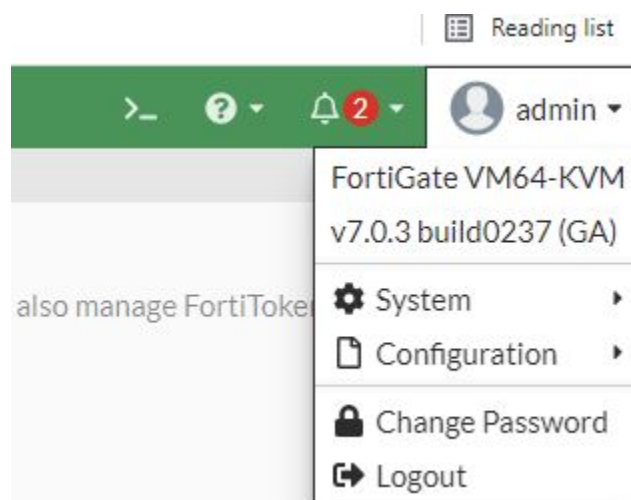 Reading list
>_ ? 2 admin
FortiGate VM64-KVM
v7.0.3 build0237 (GA)
also manage FortiToke
System
Configuration
Change Password
Logout